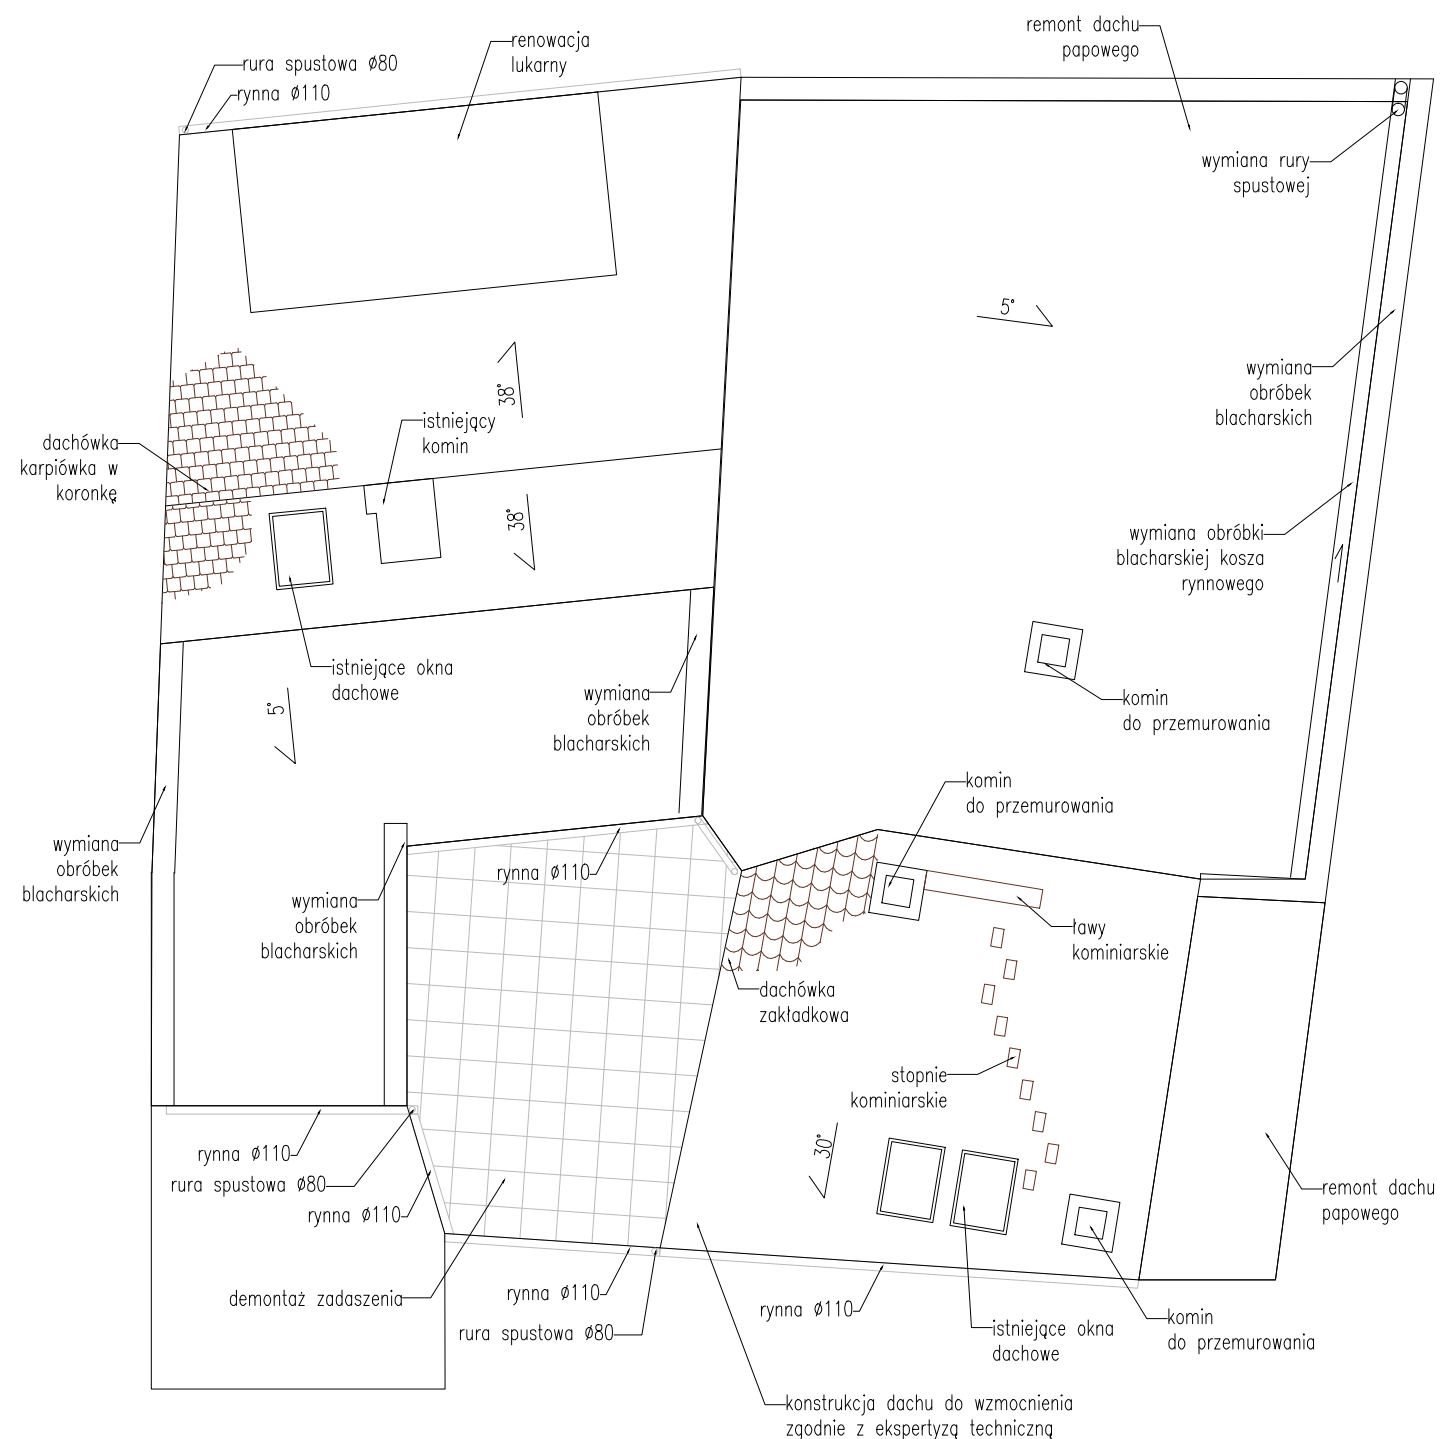 remont dachu
papowego
renowacja
lukarny
rura spustowa Ø80
rynna Ø110
wymiana rury
spustowej
5°
wymiana
obróbek
blacharskich
38°
istniejący
komin
dachówka
karpiówka w
koronkę
38°
wymiana obróbki
blacharskiej kosza
rynnowego
istniejące okna
dachowe
wymiana
obróbek
blacharskich
5°
komin
do przemurowania
komin
do przemurowania
wymiana
obróbek
blacharskich
rynna Ø110
wymiana
obróbek
blacharskich
ławy
kominiarskie
dachówka
zakładkowa
stopnie
kominiarskie
30°
rynna Ø110
rura spustowa Ø80
rynna Ø110
remont dachu
papowego
demontaż zadaszenia
rynna Ø110
rura spustowa Ø80
rynna Ø110
istniejące okna
dachowe
komin
do przemurowania
konstrukcja dachu do wzmocnienia
zgodnie z ekspertyzą techniczną